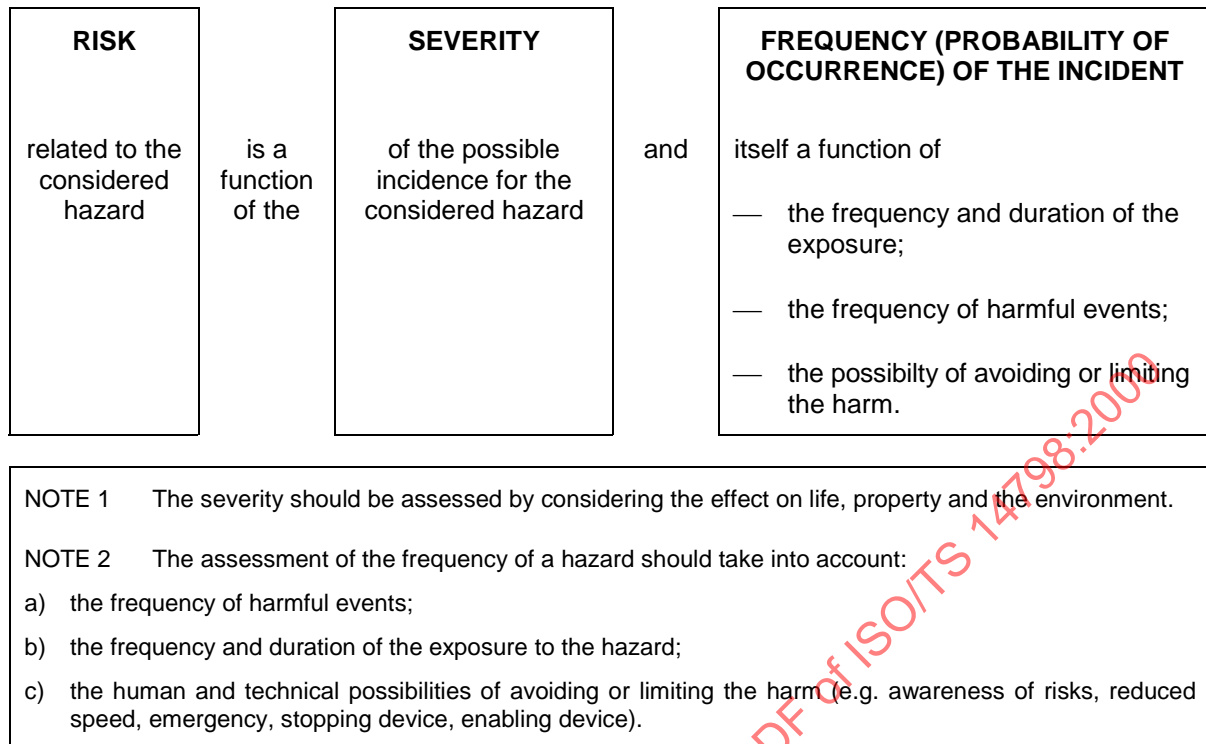 RISK
related to the
considered
hazard
is a
function
of the
SEVERITY
of the possible
incidence for the
considered hazard
and
FREQUENCY (PROBABILITY OF
OCCURRENCE) OF THE INCIDENT
itself a function of
— the frequency and duration of the
exposure;
— the frequency of harmful events;
— the possibilty of avoiding or limiting
the harm.
NOTE 1 The severity should be assessed by considering the effect on life, property and the environment.
NOTE 2 The assessment of the frequency of a hazard should take into account:
a) the frequency of harmful events;
b) the frequency and duration of the exposure to the hazard;
c) the human and technical possibilities of avoiding or limiting the harm (e.g. awareness of risks, reduced
speed, emergency, stopping device, enabling device).
DF of ISO/TS 14798:2000